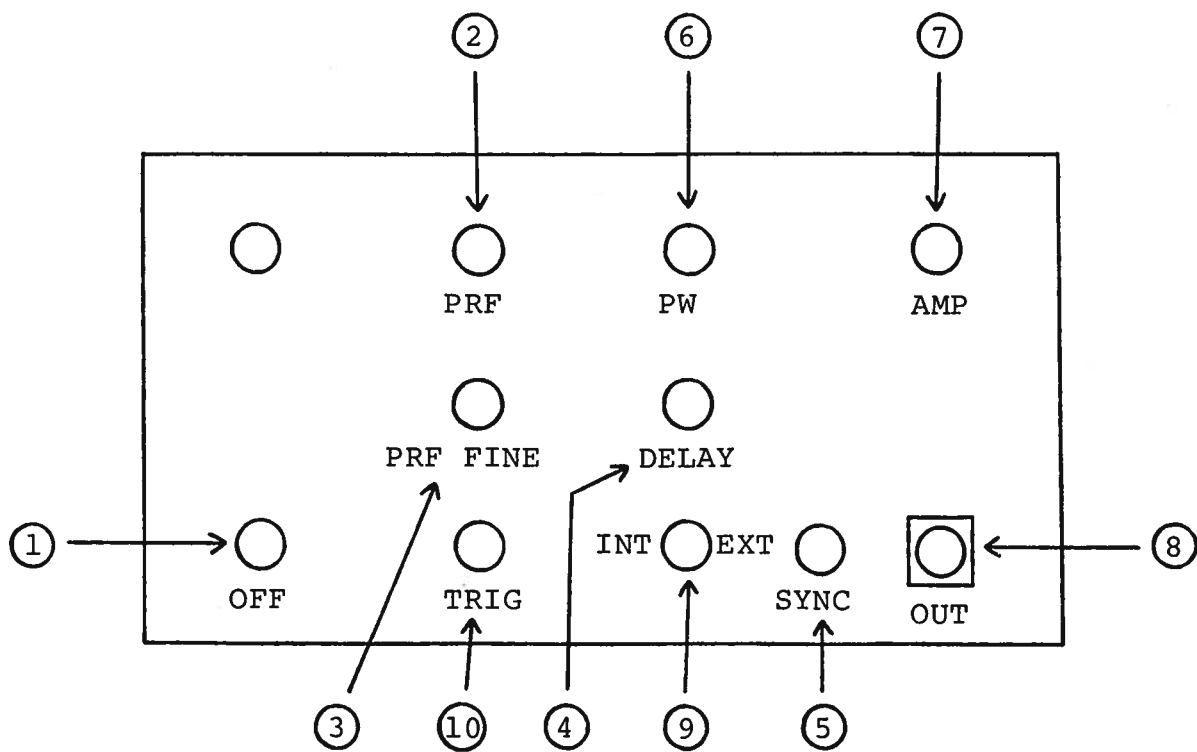 2 6 7
PRF PW AMP
PRF FINE DELAY
1 INT EXT 8
OFF TRIG SYNC OUT
3 10 4 9 5